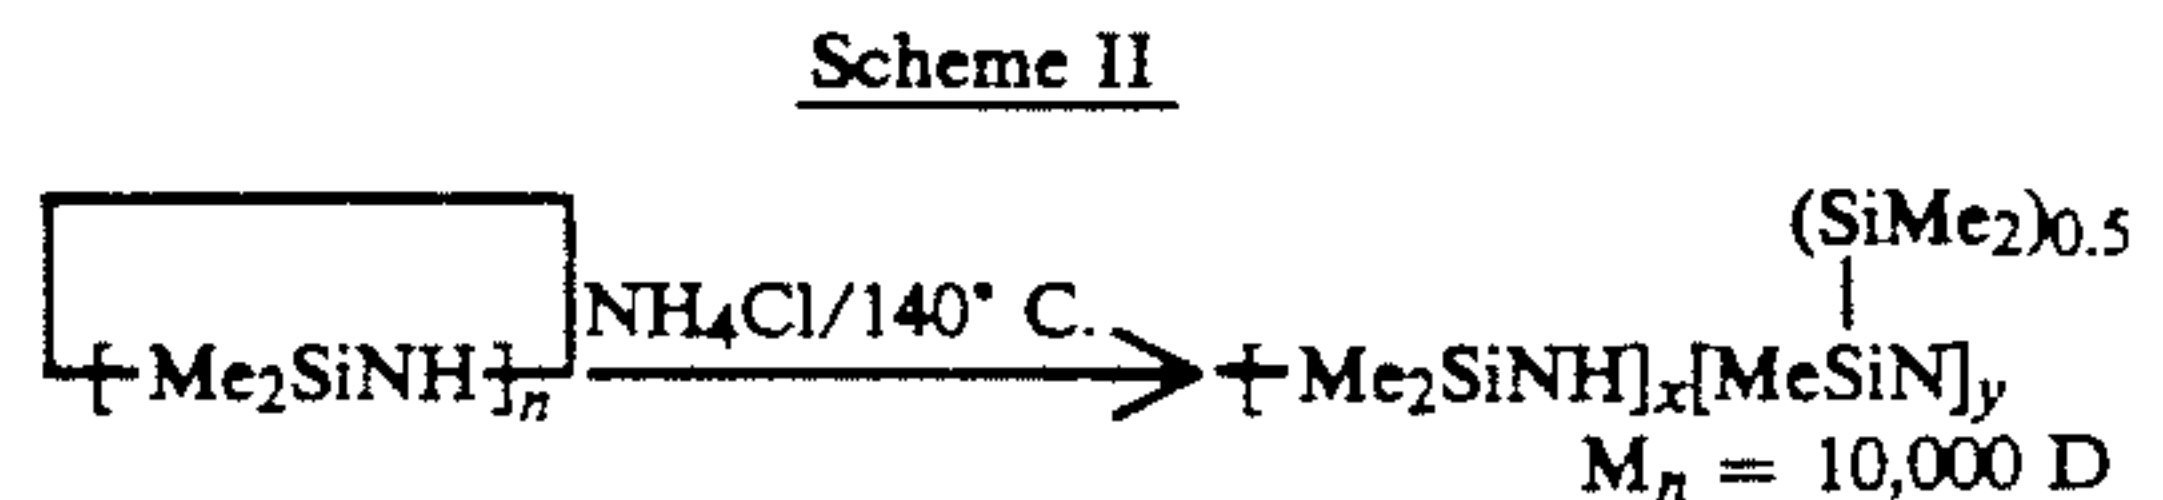 Scheme II
(SiMe2)0.5
NH4Cl/140° C.
[Me2SiNH]n [Me2SiNH]x[MeSiN]y
Mn = 10,000 D